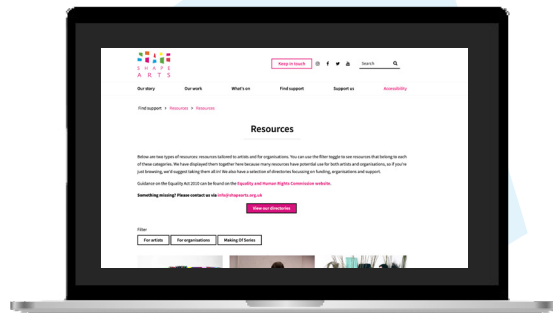 SHAPE
ARTS
Keep in touch
Search
Our story
Our work
What's on
Find support
Support us
Accessibility
Find support > Resources > Resources
Resources
Below are two types of resources: resources tailored to artists and for organisations. You can use the filter toggle to see resources that belong to each
of these categories. We have displayed them together here because many resources have potential use for both artists and organisations, so if you're
just browsing, we'd suggest taking them all in! We also have a selection of directories focussing on funding, organisations and support.
Guidance on the Equality Act 2010 can be found on the Equality and Human Rights Commission website.
Something missing? Please contact us via info@shapearts.org.uk
View our directories
Filter
For artists
For organisations
Making Of Series